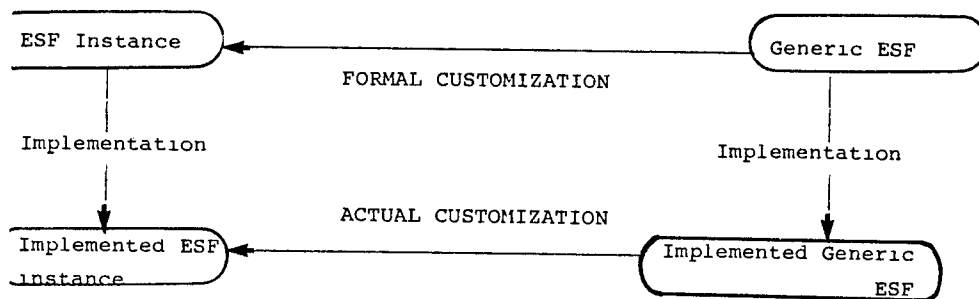 ESF Instance
Generic ESF
FORMAL CUSTOMIZATION
Implementation
Implementation
ACTUAL CUSTOMIZATION
Implemented ESF
instance
Implemented Generic
ESF